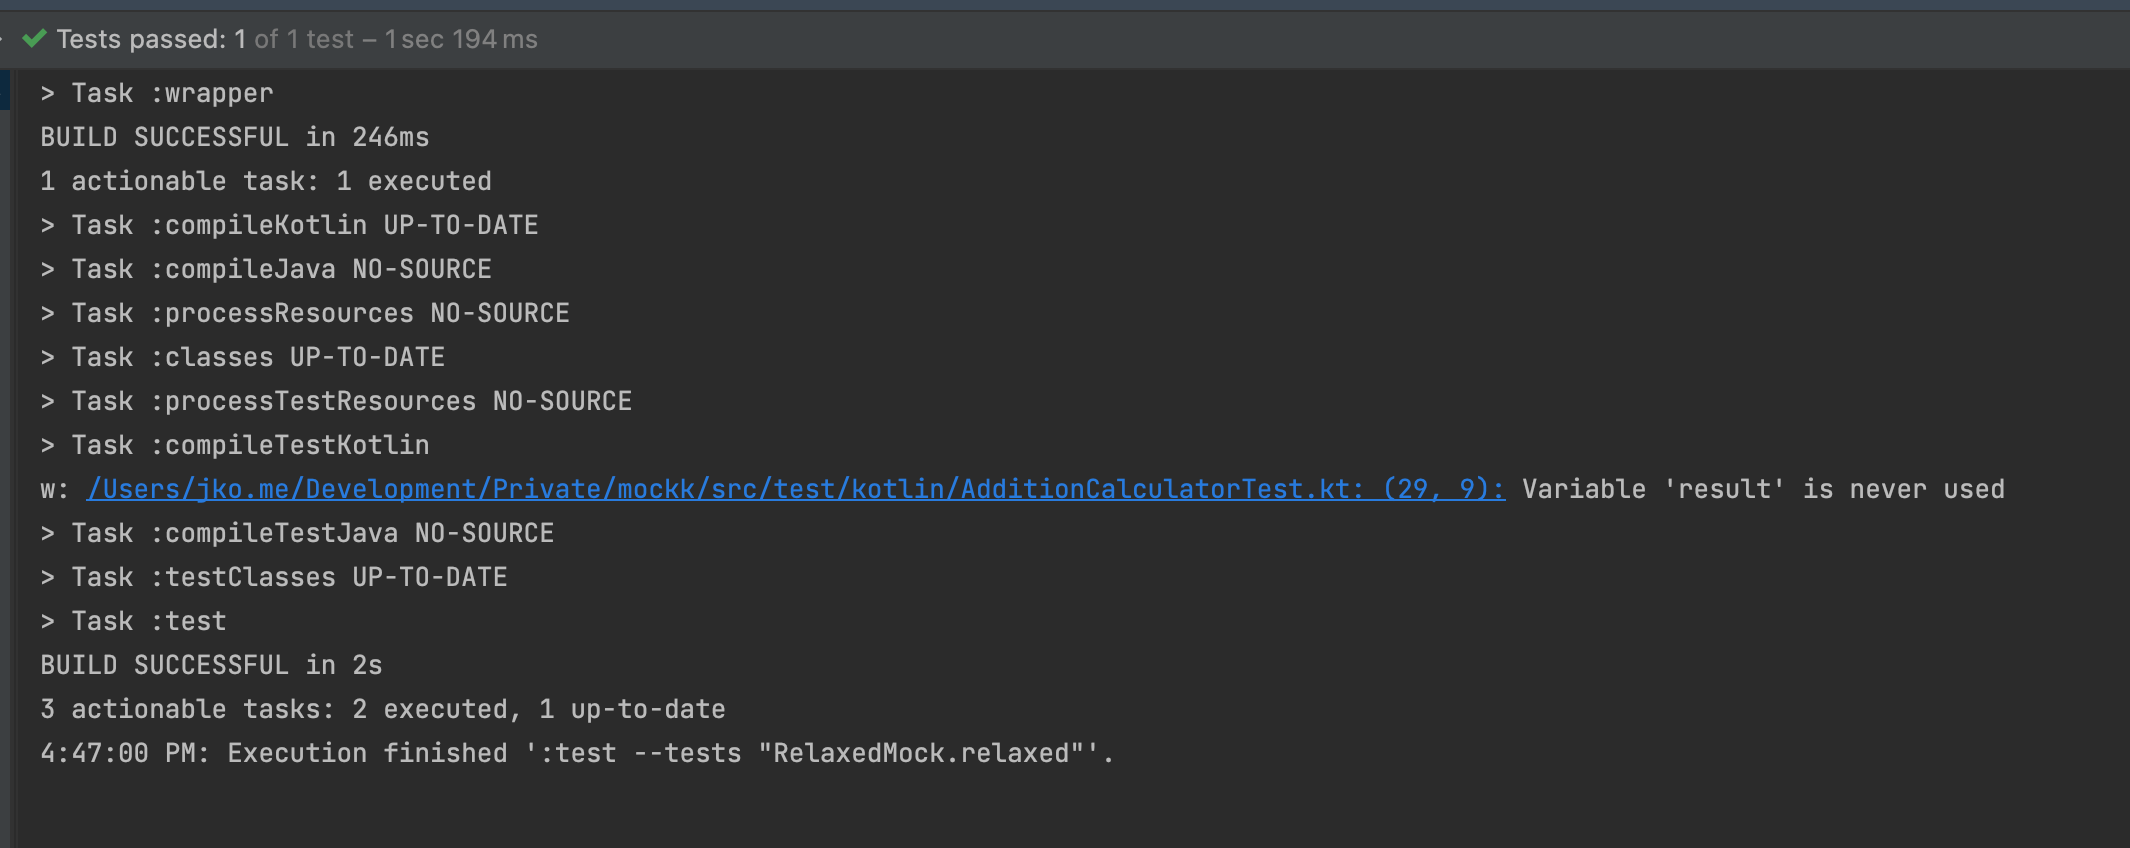 Tests passed: 1 of 1 test – 1 sec 194 ms
> Task :wrapper
BUILD SUCCESSFUL in 246ms
1 actionable task: 1 executed
> Task :compileKotlin UP-TO-DATE
> Task :compileJava NO-SOURCE
> Task :processResources NO-SOURCE
> Task :classes UP-TO-DATE
> Task :processTestResources NO-SOURCE
> Task :compileTestKotlin
w: /Users/jko.me/Development/Private/mockk/src/test/kotlin/AdditionCalculatorTest.kt: (29, 9): Variable 'result' is never used
> Task :compileTestJava NO-SOURCE
> Task :testClasses UP-TO-DATE
> Task :test
BUILD SUCCESSFUL in 2s
3 actionable tasks: 2 executed, 1 up-to-date
4:47:00 PM: Execution finished ':test --tests "RelaxedMock.relaxed"'.